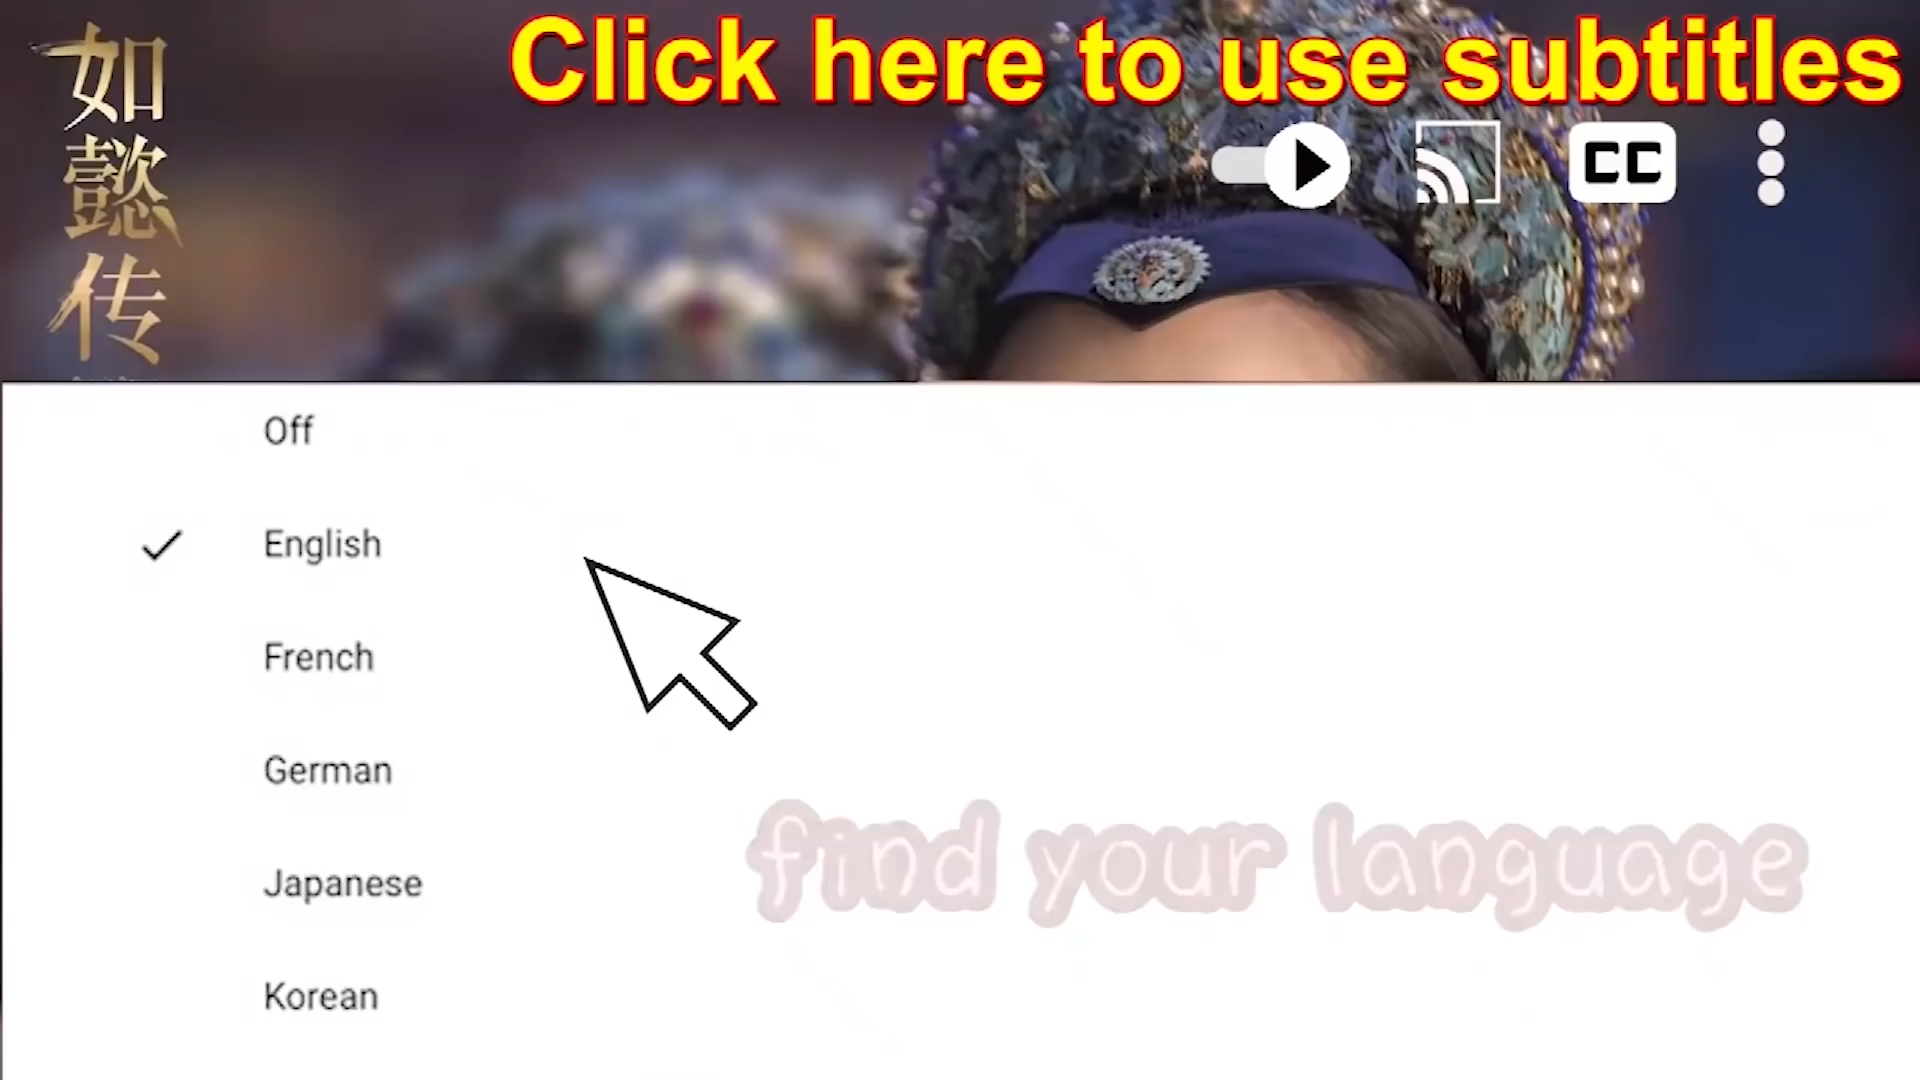 如懿传
Click here to use subtitles
CC
Off
English
French
German
Japanese
Korean
find your language